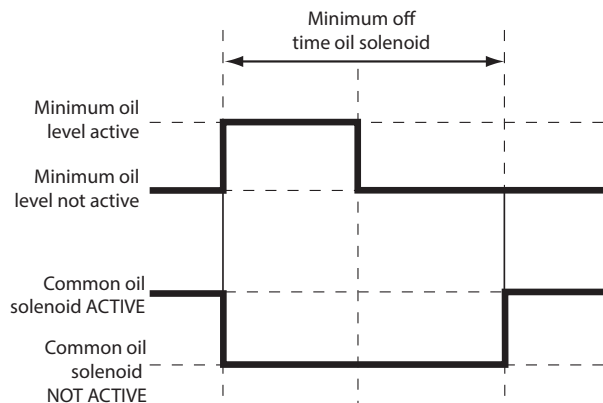 Minimum off
time oil solenoid
Minimum oil
level active
Minimum oil
level not active
Common oil
solenoid ACTIVE
Common oil
solenoid
NOT ACTIVE